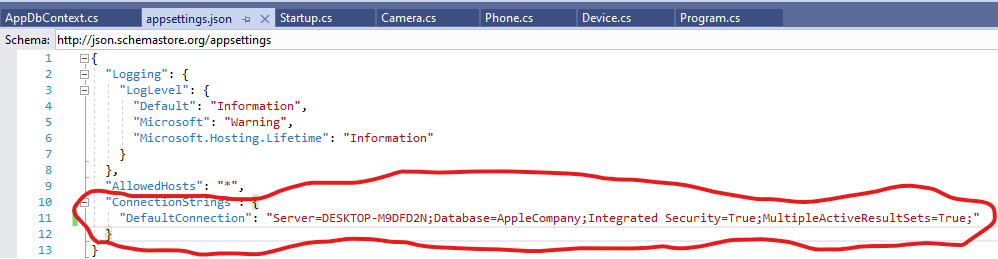 AppDbContext.cs appsettings.json Startup.cs Camera.cs Phone.cs Device.cs Program.cs
Schema: http://json.schemastore.org/appsettings
1 {
2 "Logging": {
3 "LogLevel": {
4 "Default": "Information",
5 "Microsoft": "Warning",
6 "Microsoft.Hosting.Lifetime": "Information"
7 }
8 },
9 "AllowedHosts": "*",
10 "ConnectionStrings": {
11 "DefaultConnection": "Server=DESKTOP-M9DFD2N;Database=AppleCompany;Integrated Security=True;MultipleActiveResultSets=True;"
12 }
13 }